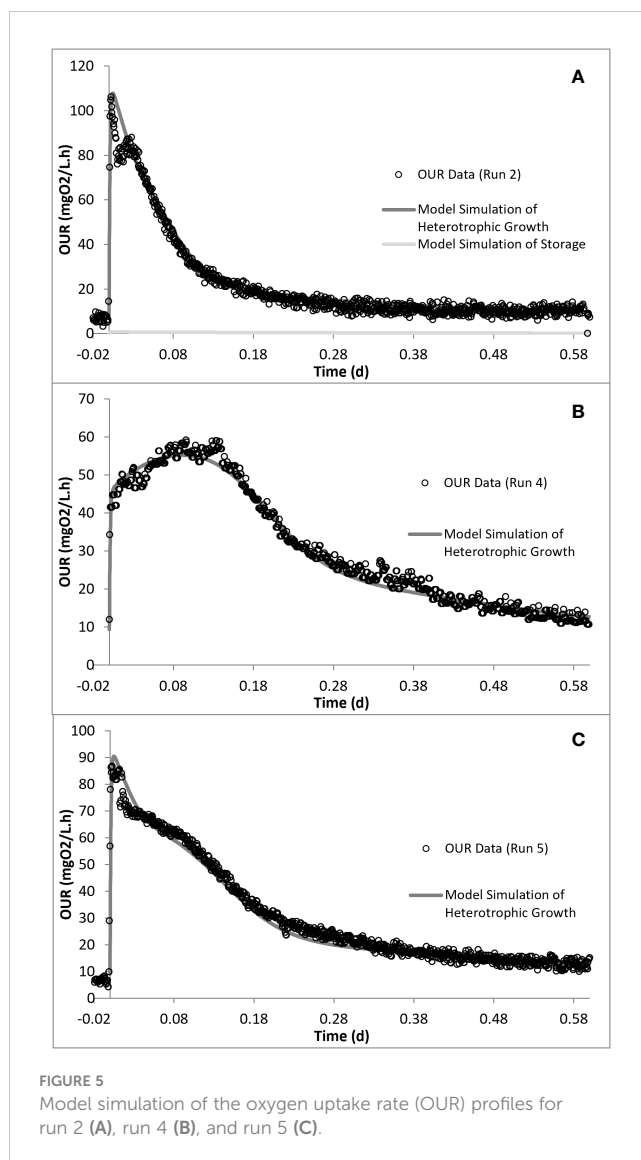 120
A
100
OUR Data (Run 2)
80
OUR (mgO2/L.h)
Model Simulation of
Heterotrophic Growth
60
Model Simulation of Storage
40
20
0
-0.02 0.08 0.18 0.28 0.38 0.48 0.58
Time (d)
70
B
60
50
OUR Data (Run 4)
OUR (mgO2/L.h)
40
Model Simulation of
Heterotrophic Growth
30
20
10
0
-0.02 0.08 0.18 0.28 0.38 0.48 0.58
Time (d)
100
C
90
80
70
OUR Data (Run 5)
60
OUR (mgO2/L.h)
50
Model Simulation of
Heterotrophic Growth
40
30
20
10
0
-0.02 0.08 0.18 0.28 0.38 0.48 0.58
Time (d)
FIGURE 5
Model simulation of the oxygen uptake rate (OUR) profiles for
run 2 (A), run 4 (B), and run 5 (C).